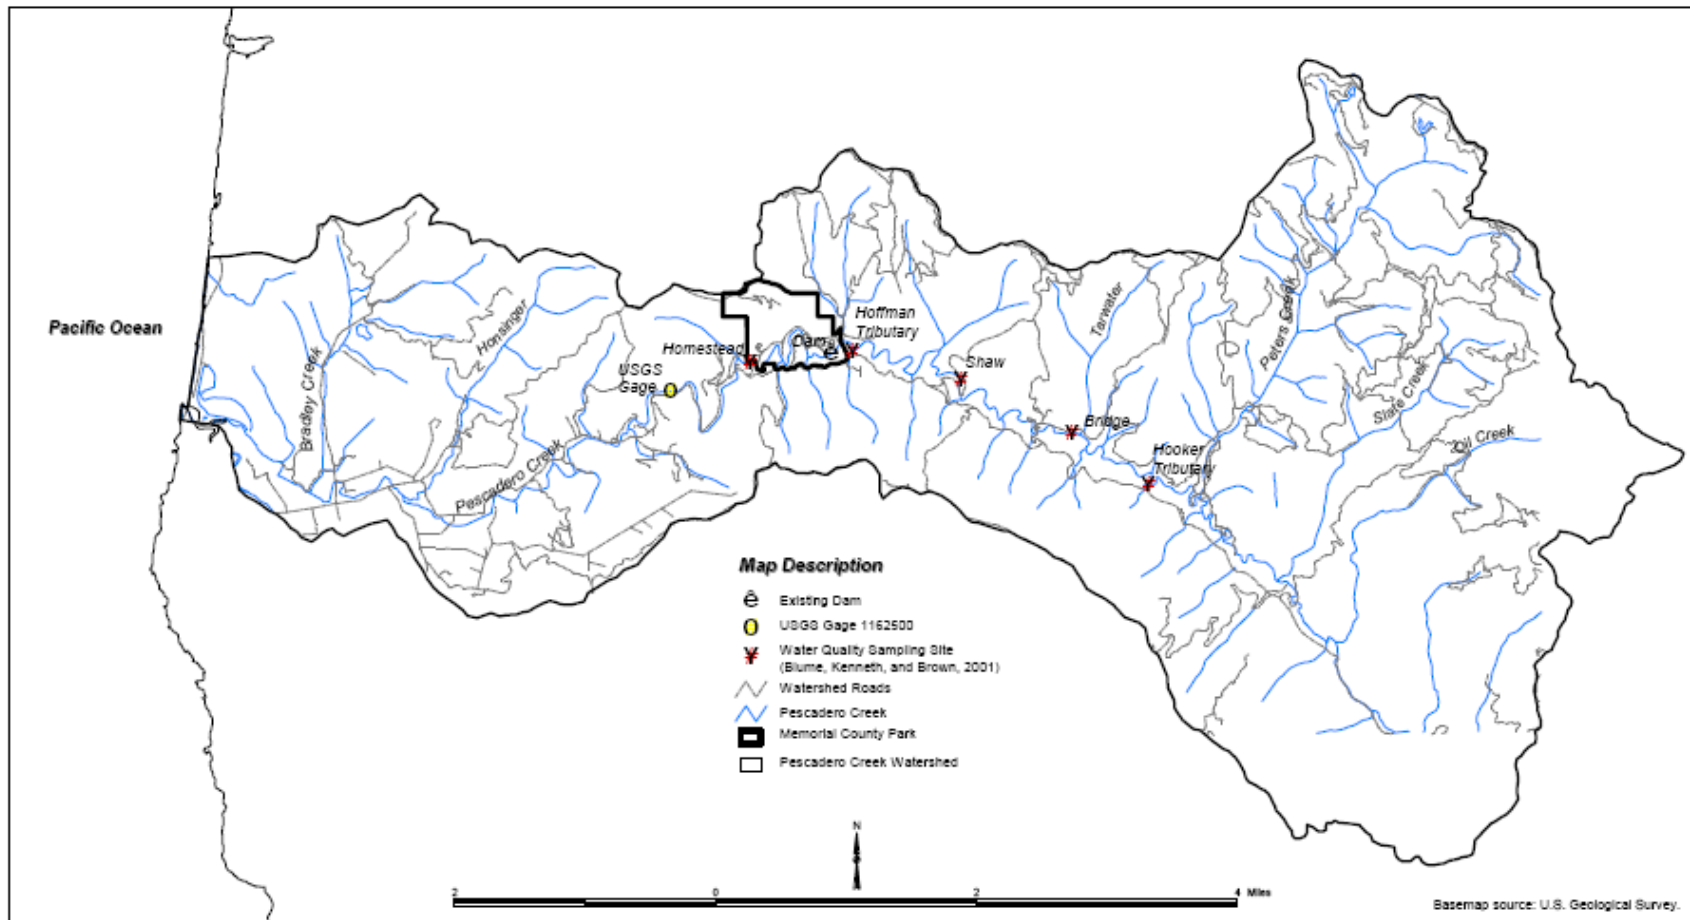 Pacific Ocean
Bradley Creek
Honsinger
Pescadero Creek
USGS
Gage
Homestead
Dam
Hoffman
Tributary
Shaw
Tarwater
Bridge
Hooker
Tributary
Peters Creek
Slate Creek
Oil Creek
Map Description
Existing Dam
USGS Gage 1162500
Water Quality Sampling Site
(Blume, Kenneth, and Brown, 2001)
Watershed Roads
Pescadero Creek
Memorial County Park
Pescadero Creek Watershed
N
2 0 2 4 Miles
Basemap source: U.S. Geological Survey.